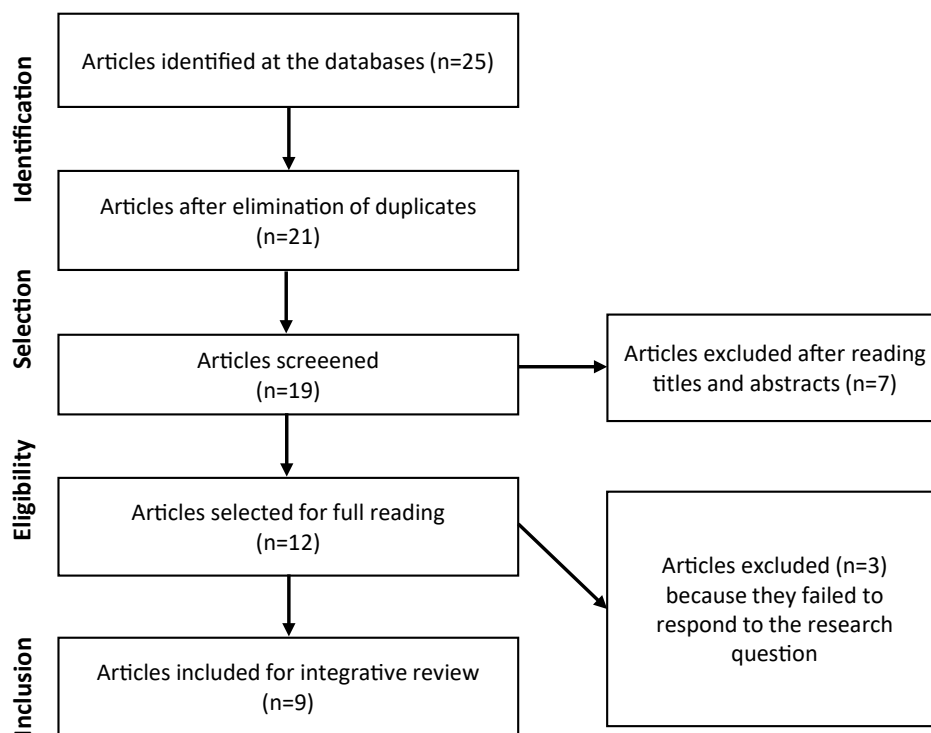 Identification
Articles identified at the databases (n=25)
Articles after elimination of duplicates
(n=21)
Selection
Articles screeened
(n=19)
Articles excluded after reading
titles and abstracts (n=7)
Eligibility
Articles selected for full reading
(n=12)
Articles excluded (n=3)
because they failed to
respond to the research
question
Inclusion
Articles included for integrative review
(n=9)